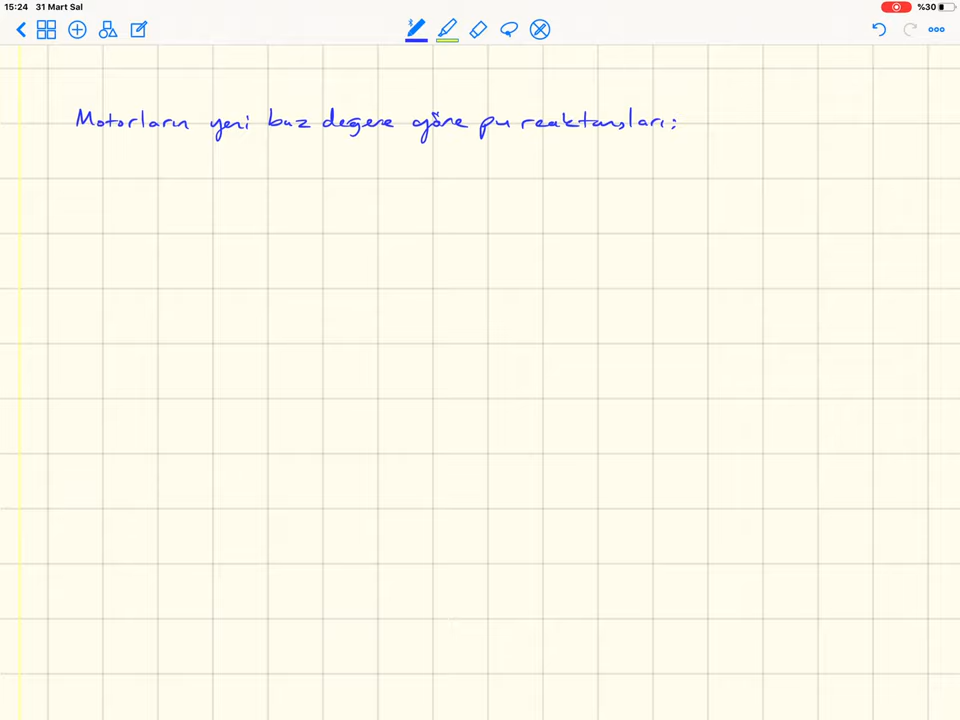 15:24 31 Mart Sal %30
Motorların yeni baz değere göre pu reaktansları: